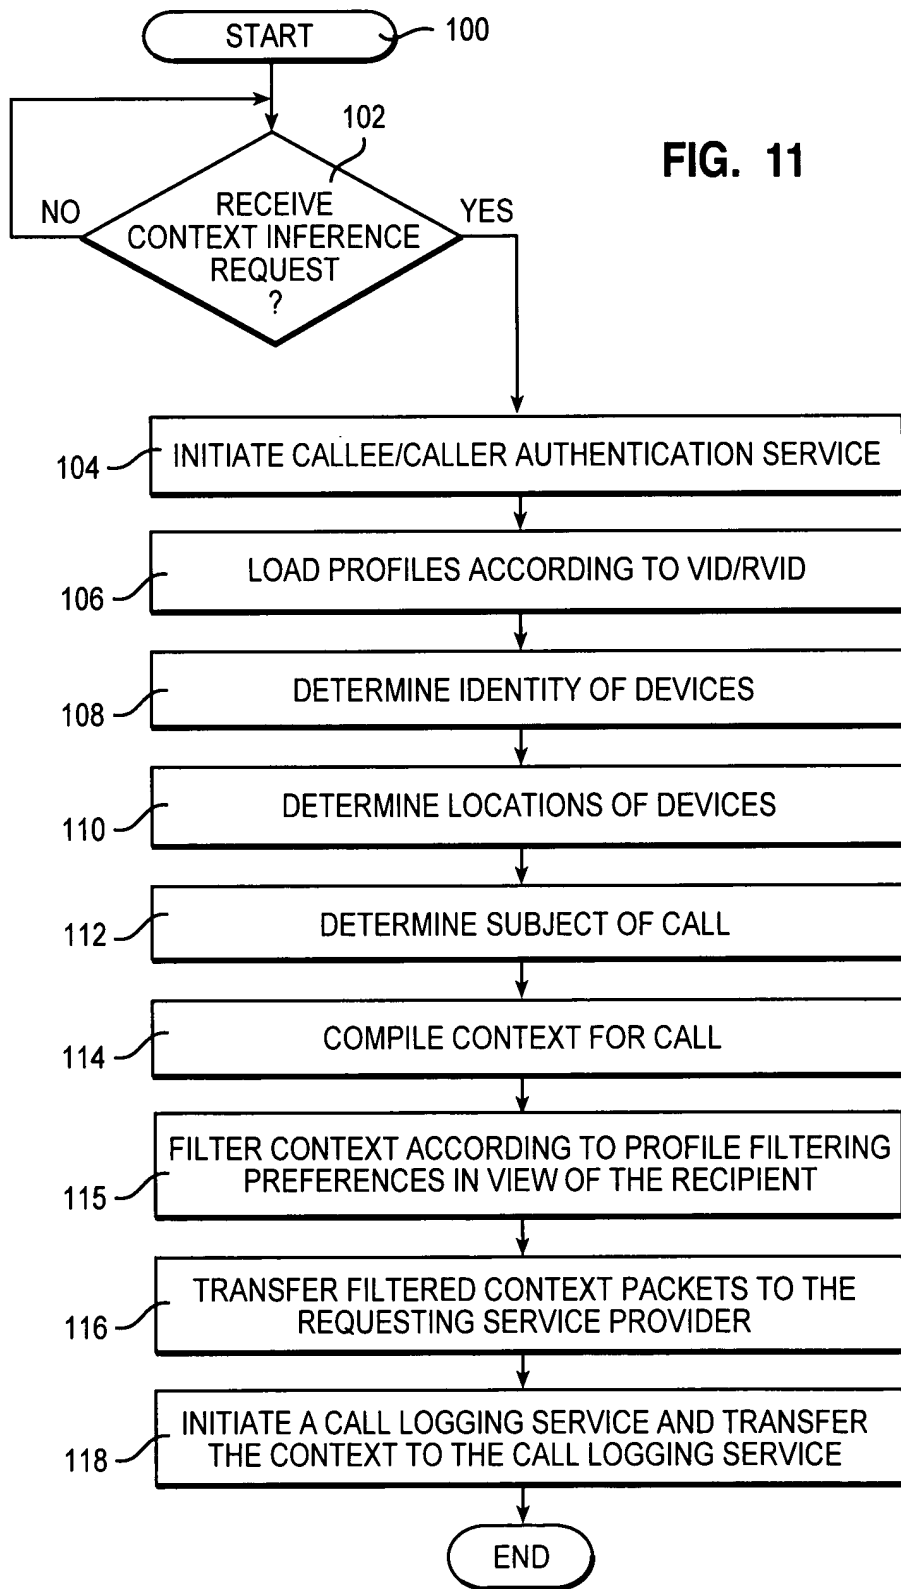 START
100
FIG. 11
102
RECEIVE
CONTEXT INFERENCE
REQUEST
?
NO
YES
104
INITIATE CALLEE/CALLER AUTHENTICATION SERVICE
106
LOAD PROFILES ACCORDING TO VID/RVID
108
DETERMINE IDENTITY OF DEVICES
110
DETERMINE LOCATIONS OF DEVICES
112
DETERMINE SUBJECT OF CALL
114
COMPILE CONTEXT FOR CALL
115
FILTER CONTEXT ACCORDING TO PROFILE FILTERING
PREFERENCES IN VIEW OF THE RECIPIENT
116
TRANSFER FILTERED CONTEXT PACKETS TO THE
REQUESTING SERVICE PROVIDER
118
INITIATE A CALL LOGGING SERVICE AND TRANSFER
THE CONTEXT TO THE CALL LOGGING SERVICE
END